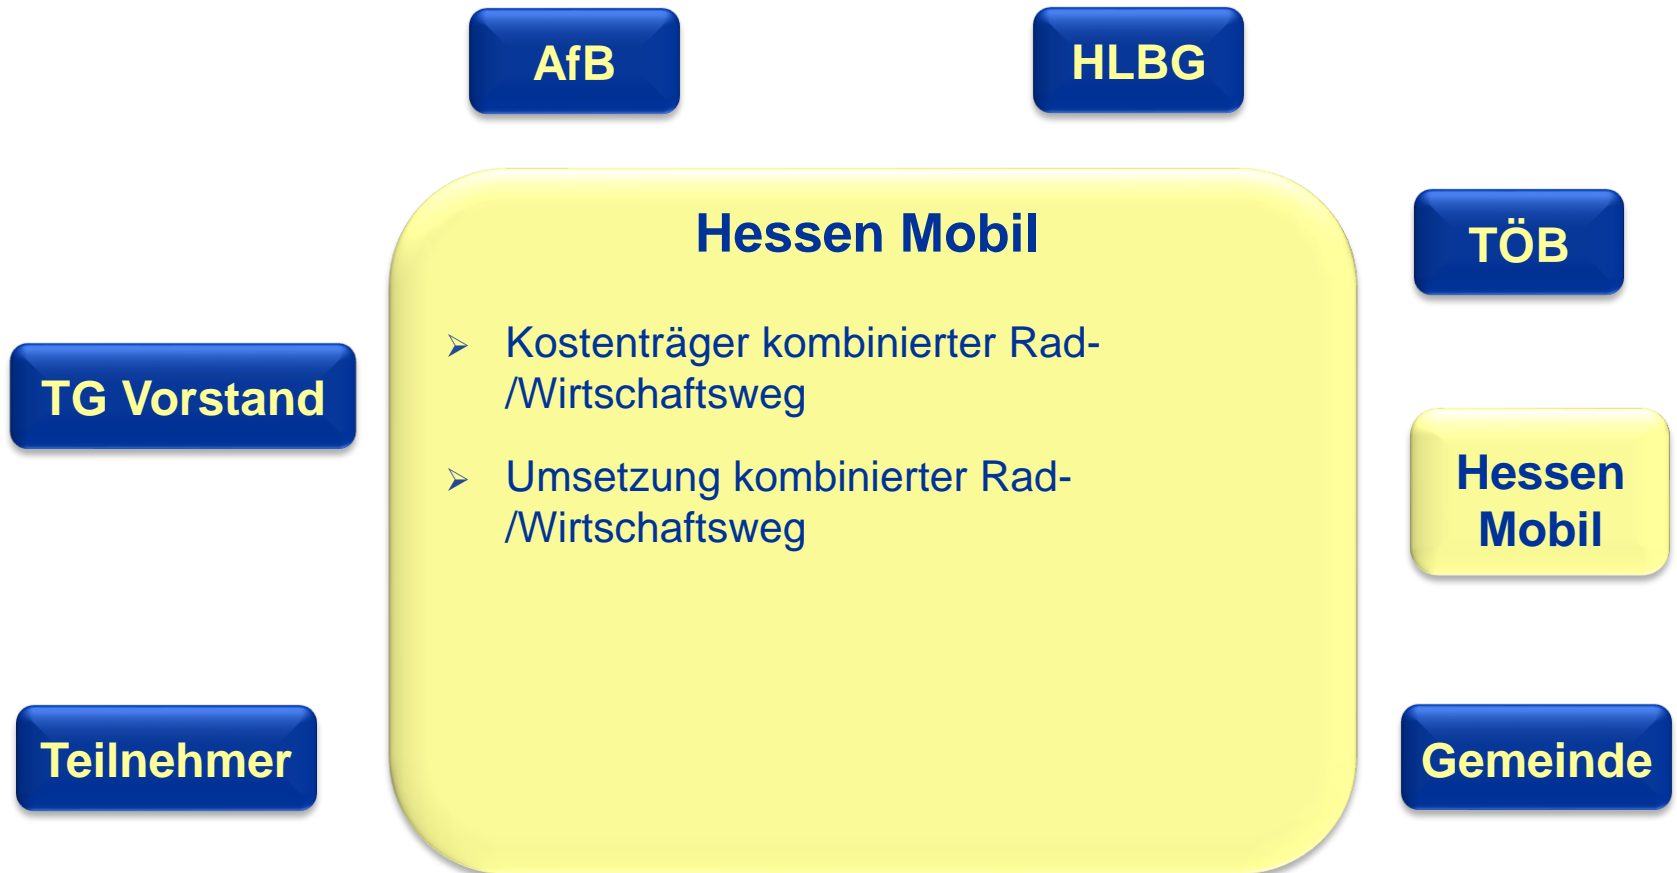 AfB
HLBG
Hessen Mobil
TÖB
➢ Kostenträger kombinierter Rad-
/Wirtschaftsweg
TG Vorstand
➢ Umsetzung kombinierter Rad-
/Wirtschaftsweg
Hessen
Mobil
Teilnehmer
Gemeinde